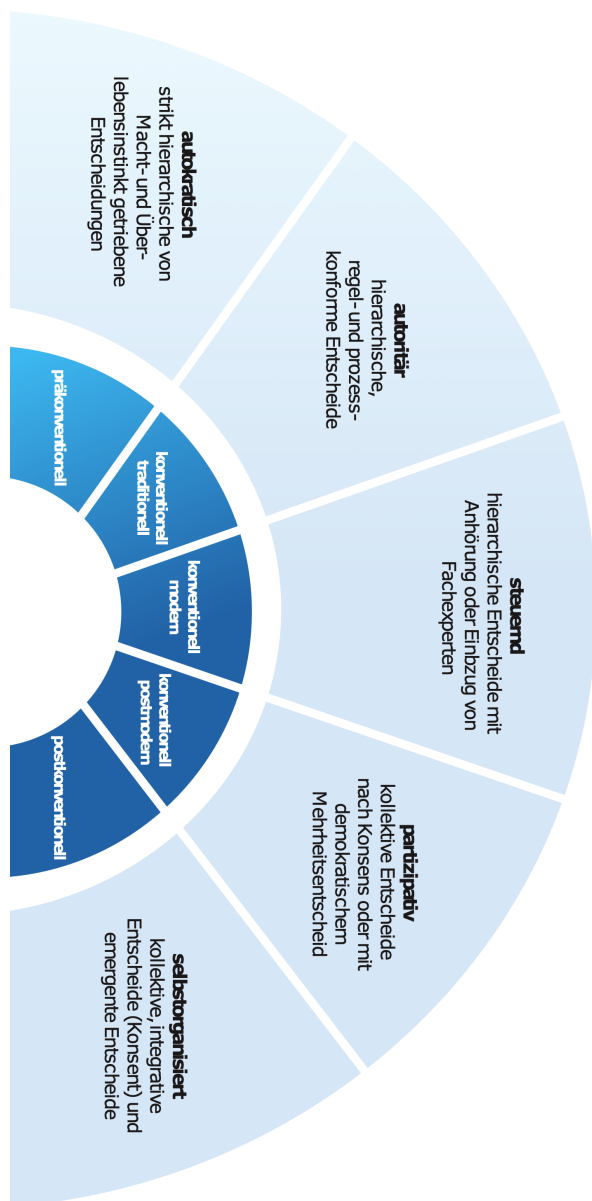 autokratisch
strikt hierarchische von
Macht- und Über-
lebensinstinkt getriebene
Entscheidungen
autoritär
hierarchische,
regel- und prozess-
konforme Entscheide
steuernd
hierarchische Entscheide mit
Anhörung oder Einbzug von
Fachexperten
partizipativ
kollektive Entscheide
nach Konsens oder mit
demokratischem
Mehrheitsentscheid
selbstorganisiert
kollektive, integrative
Entscheide (Konsent) und
emergente Entscheide
präkonventionell
konventionell
traditionell
konventionell
modern
konventionell
postmodern
postkonventionell